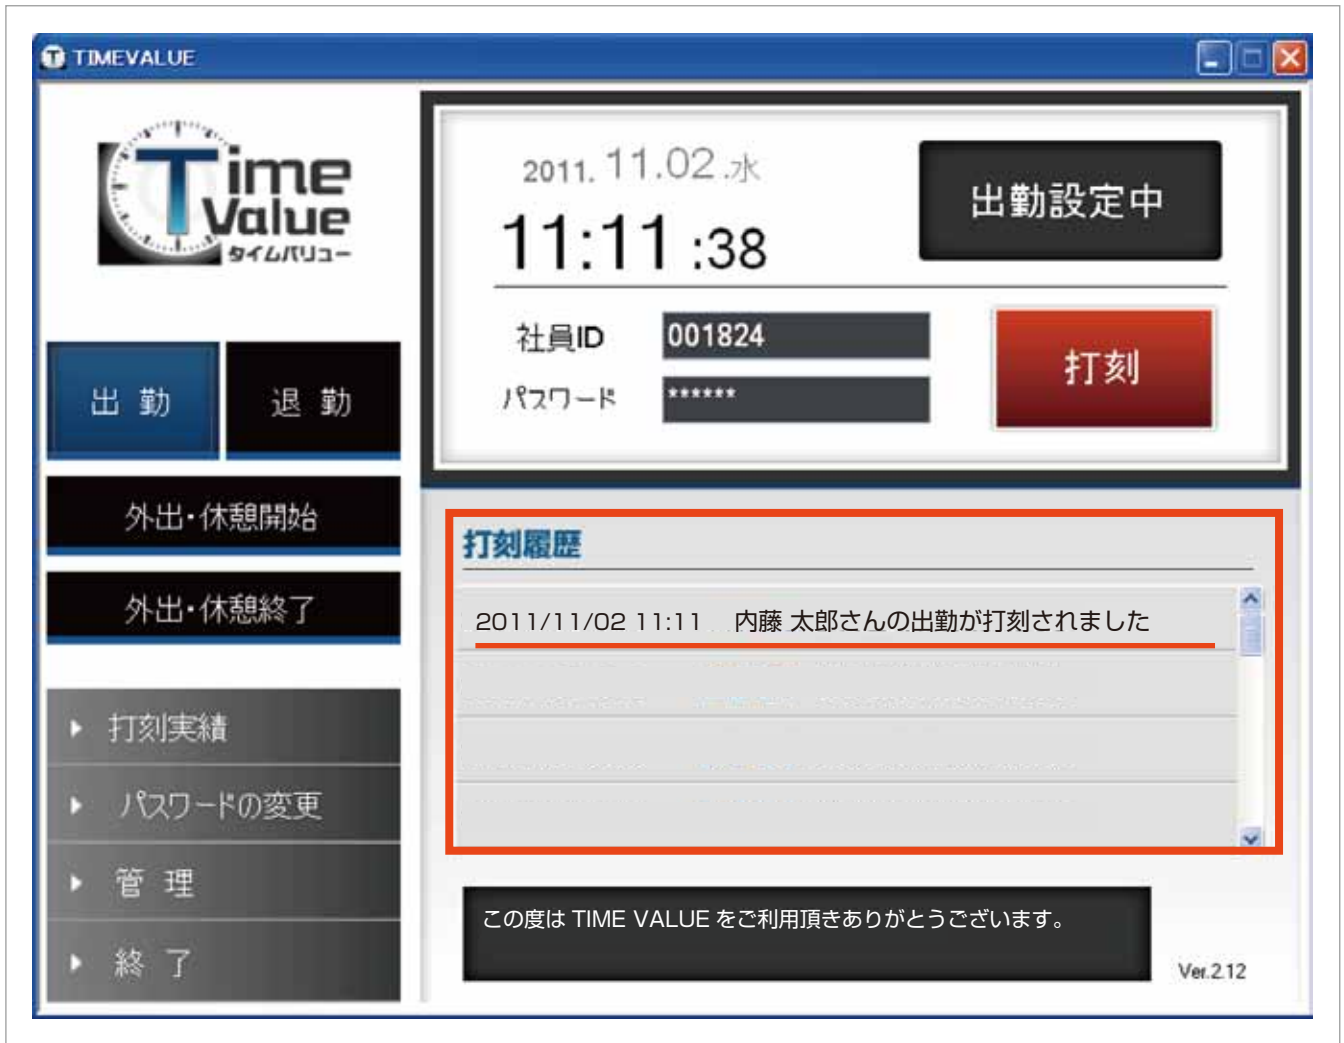 TIMEVALUE
Time
Value
タイムバリュー
出 勤
退 勤
外出・休憩開始
外出・休憩終了
打刻実績
パスワードの変更
管 理
終 了
2011. 11.02 .水
11:11 :38
出勤設定中
社員ID
001824
パスワード
******
打刻
打刻履歴
2011/11/02 11:11 内藤 太郎さんの出勤が打刻されました
この度は TIME VALUE をご利用頂きありがとうございます。
Ver.2.12